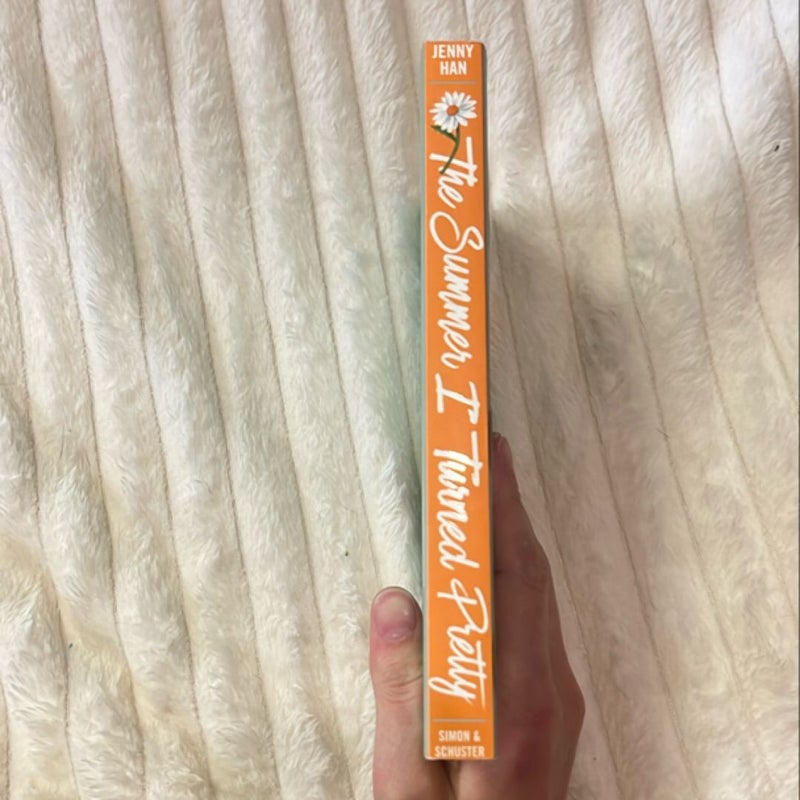 JENNY
HAN
The Summer I Turned Pretty
SIMON &
SCHUSTER